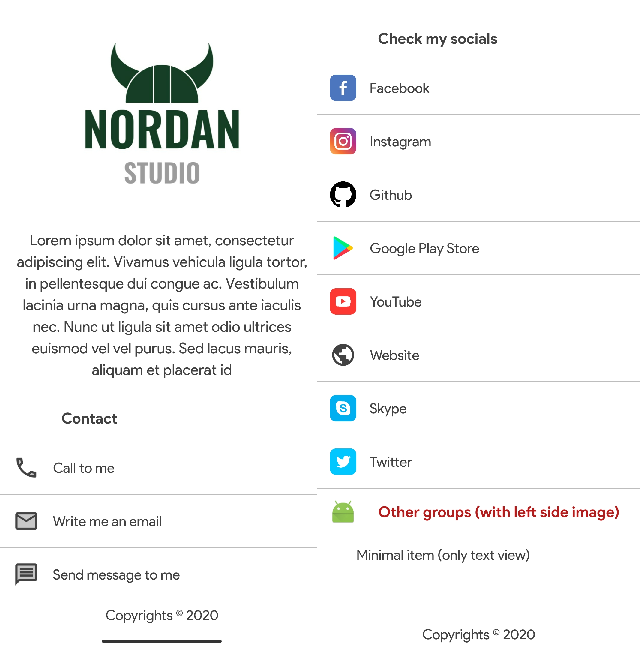 NORDAN
STUDIO
Lorem ipsum dolor sit amet, consectetur
adipiscing elit. Vivamus vehicula ligula tortor,
in pellentesque dui congue ac. Vestibulum
lacinia urna magna, quis cursus ante iaculis
nec. Nunc ut ligula sit amet odio ultrices
euismod vel vel purus. Sed lacus mauris,
aliquam et placerat id
Contact
Call to me
Write me an email
Send message to me
Copyrights © 2020
Check my socials
Facebook
Instagram
Github
Google Play Store
YouTube
Website
Skype
Twitter
Other groups (with left side image)
Minimal item (only text view)
Copyrights © 2020